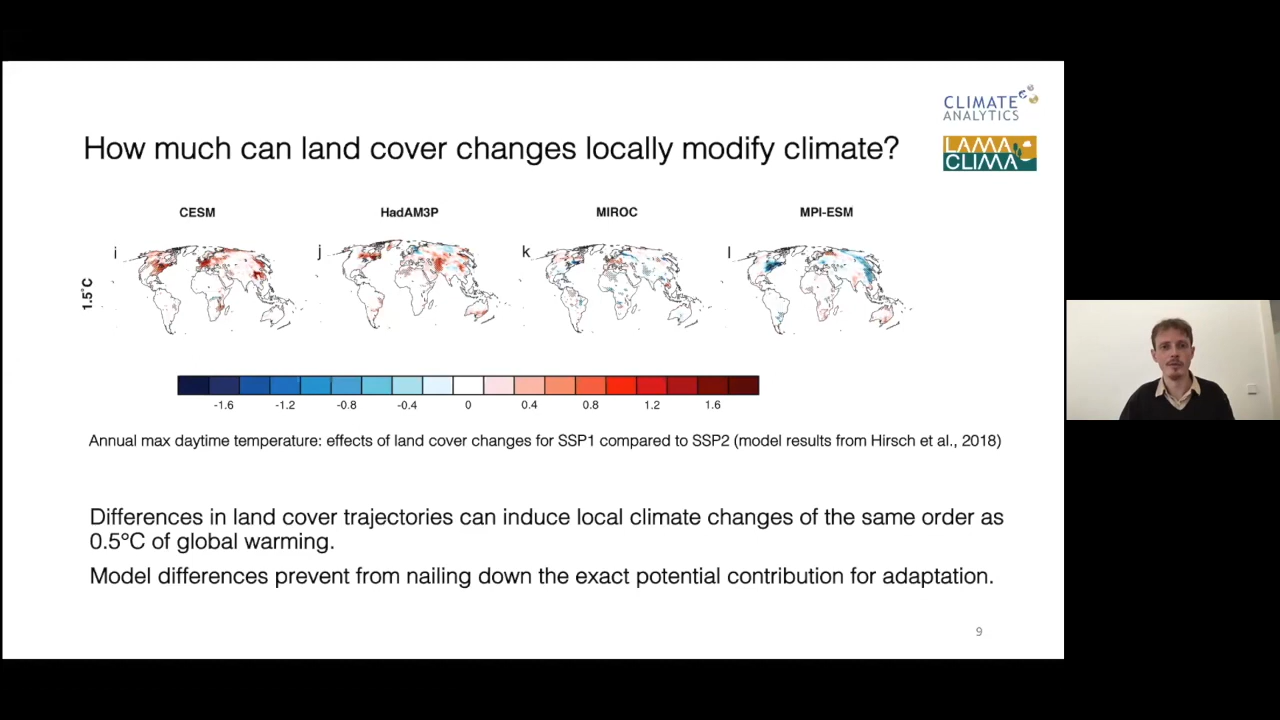 CLIMATE
ANALYTICS
LAMA
CLIMA
How much can land cover changes locally modify climate?
CESM HadAM3P MIROC MPI-ESM
i j k l
1.5°C
-1.6 -1.2 -0.8 -0.4 0 0.4 0.8 1.2 1.6
Annual max daytime temperature: effects of land cover changes for SSP1 compared to SSP2 (model results from Hirsch et al., 2018)
Differences in land cover trajectories can induce local climate changes of the same order as
0.5°C of global warming.
Model differences prevent from nailing down the exact potential contribution for adaptation.
9